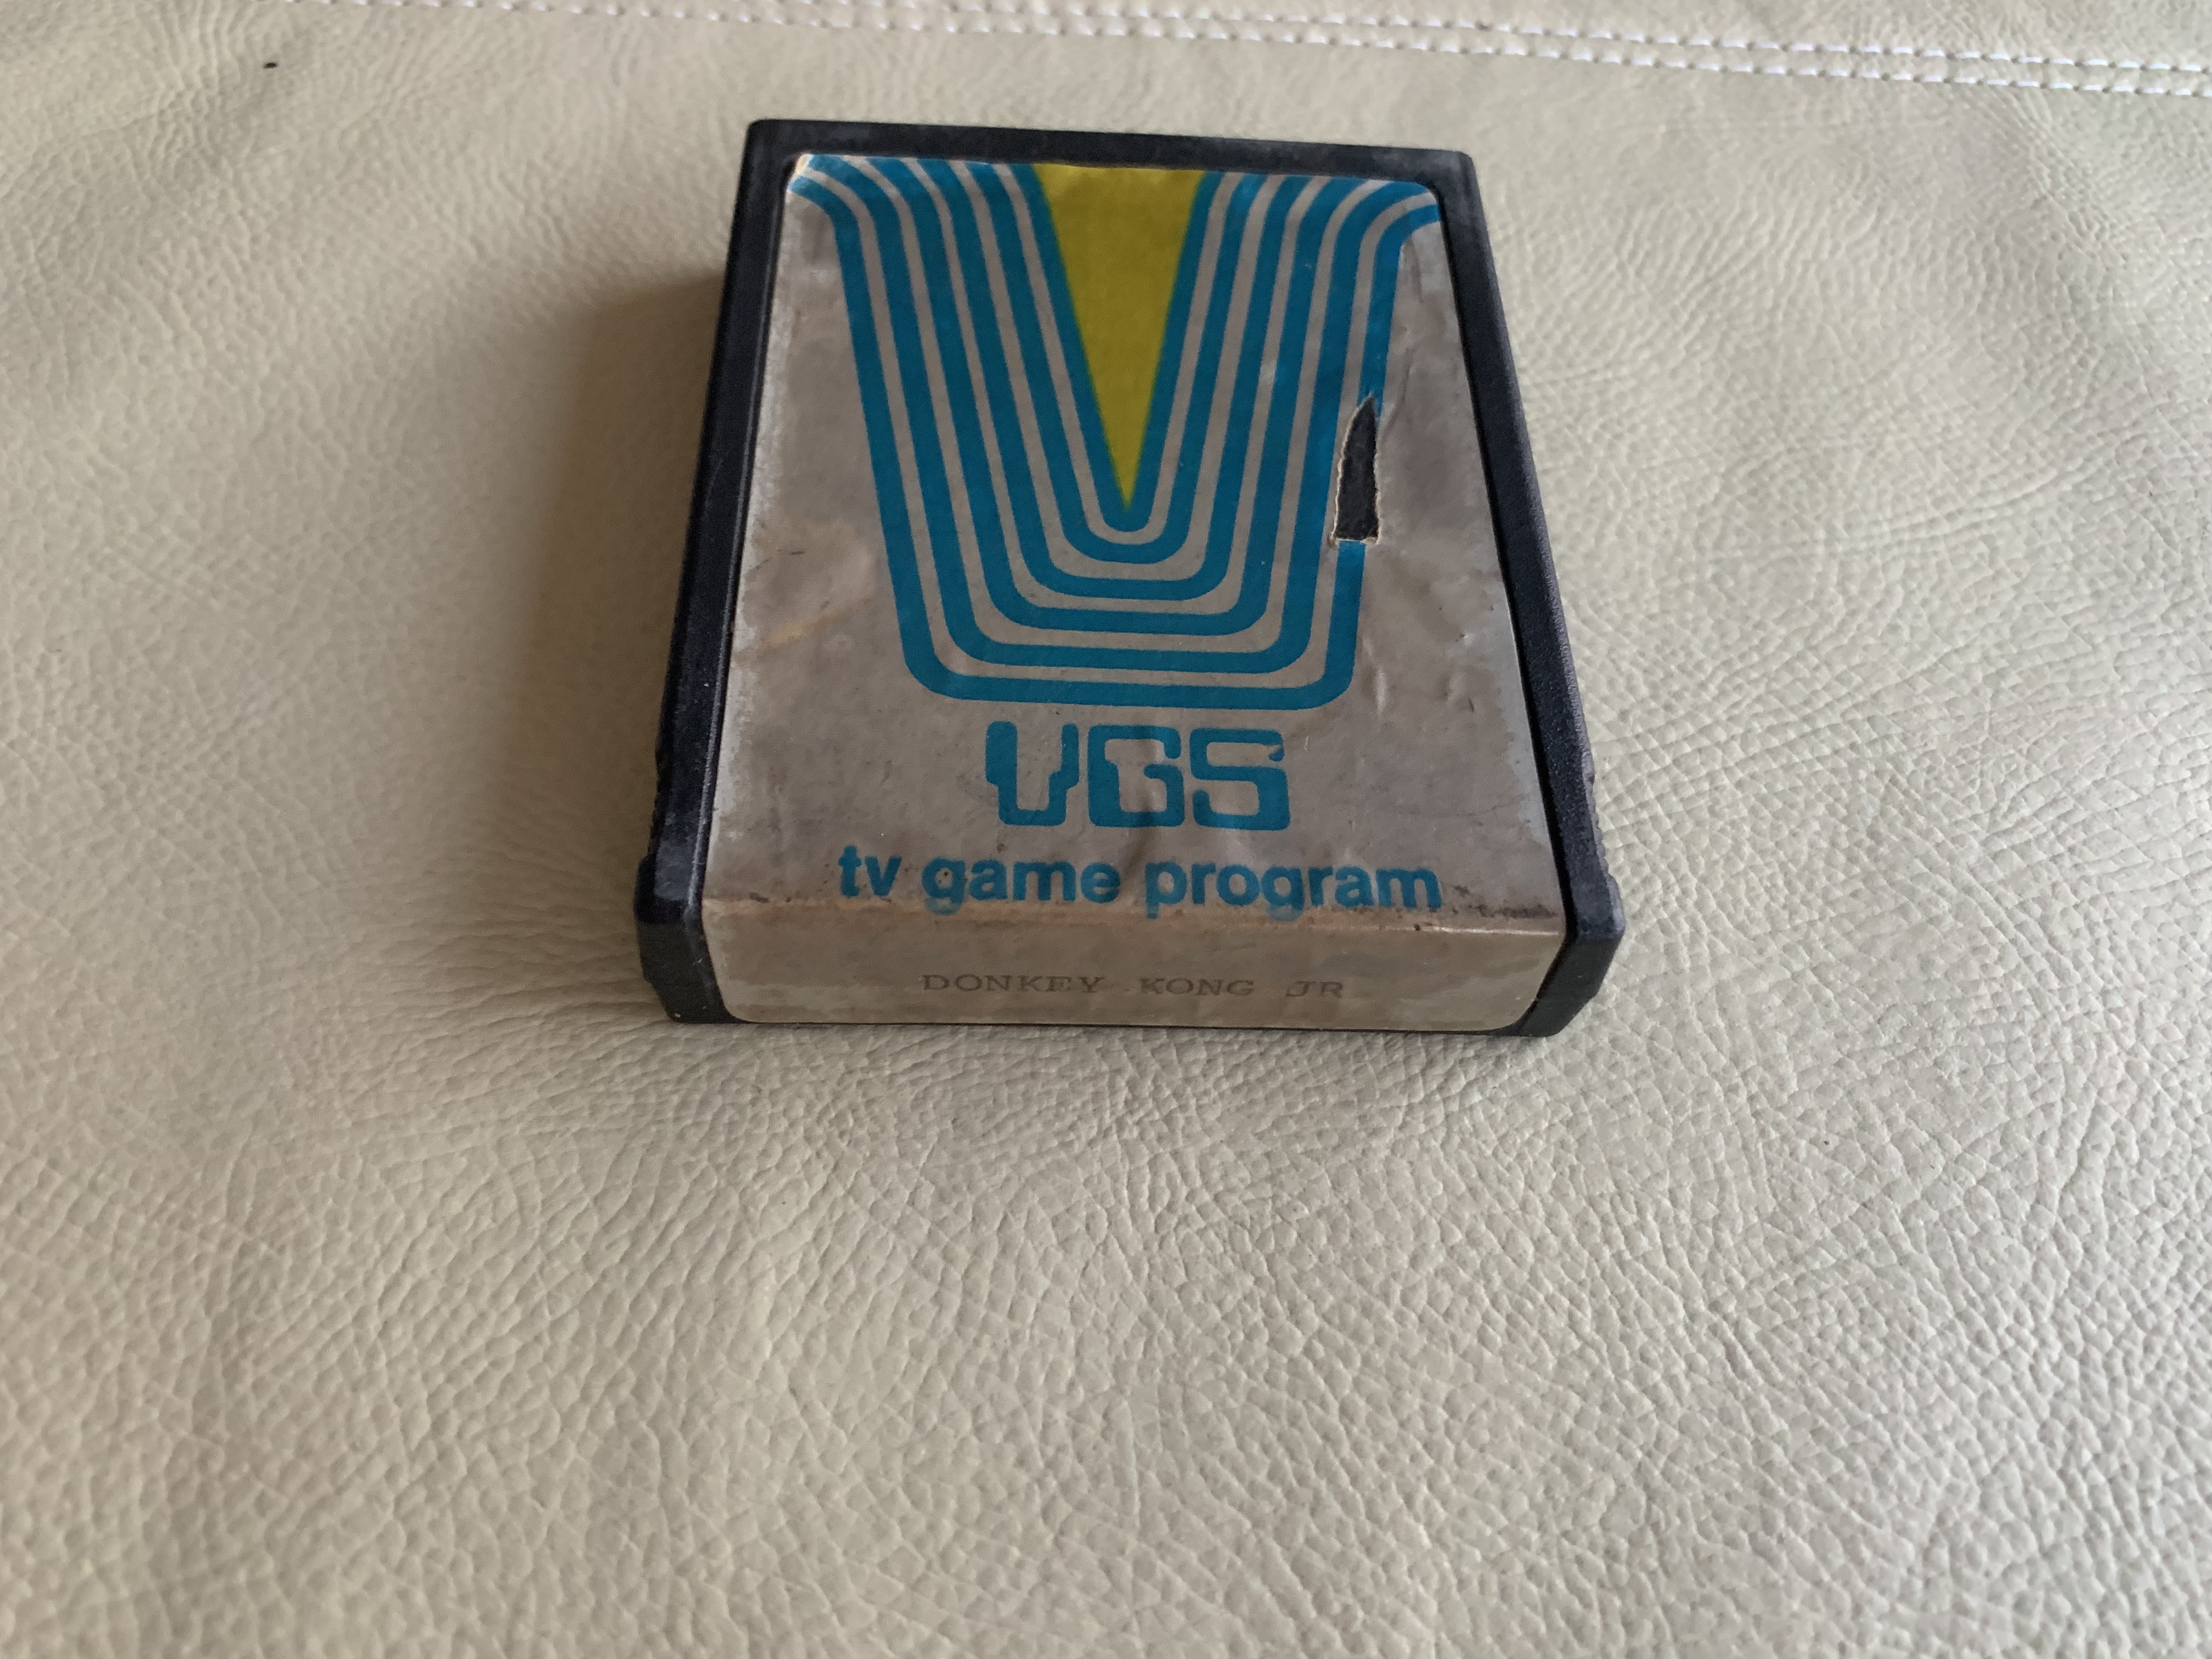 VGS
tv game program
DONKEY KONG JR